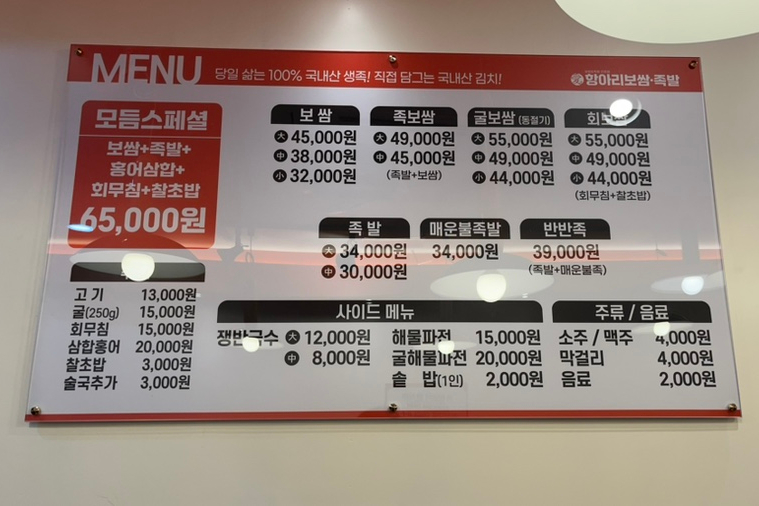 MENU 당일 삶는 100% 국내산 생족! 직접 담그는 국내산 김치! 항아리보쌈·족발
모듬스페셜
보쌈+족발+
홍어삼합+
회무침+찰초밥
65,000원
보 쌈
大 45,000원
中 38,000원
小 32,000원
족보쌈
大 49,000원
中 45,000원
(족발+보쌈)
굴보쌈 (동절기)
大 55,000원
中 49,000원
小 44,000원
회보쌈
大 55,000원
中 49,000원
小 44,000원
(회무침+찰초밥)
족 발
大 34,000원
中 30,000원
매운불족발
34,000원
반반족
39,000원
(족발+매운불족)
고 기 13,000원
굴(250g) 15,000원
회무침 15,000원
삼합홍어 20,000원
찰초밥 3,000원
술국추가 3,000원
사이드 메뉴
쟁반국수 大 12,000원
中 8,000원
해물파전 15,000원
굴해물파전 20,000원
솥 밥(1인) 2,000원
주류 / 음료
소주 / 맥주 4,000원
막걸리 4,000원
음료 2,000원